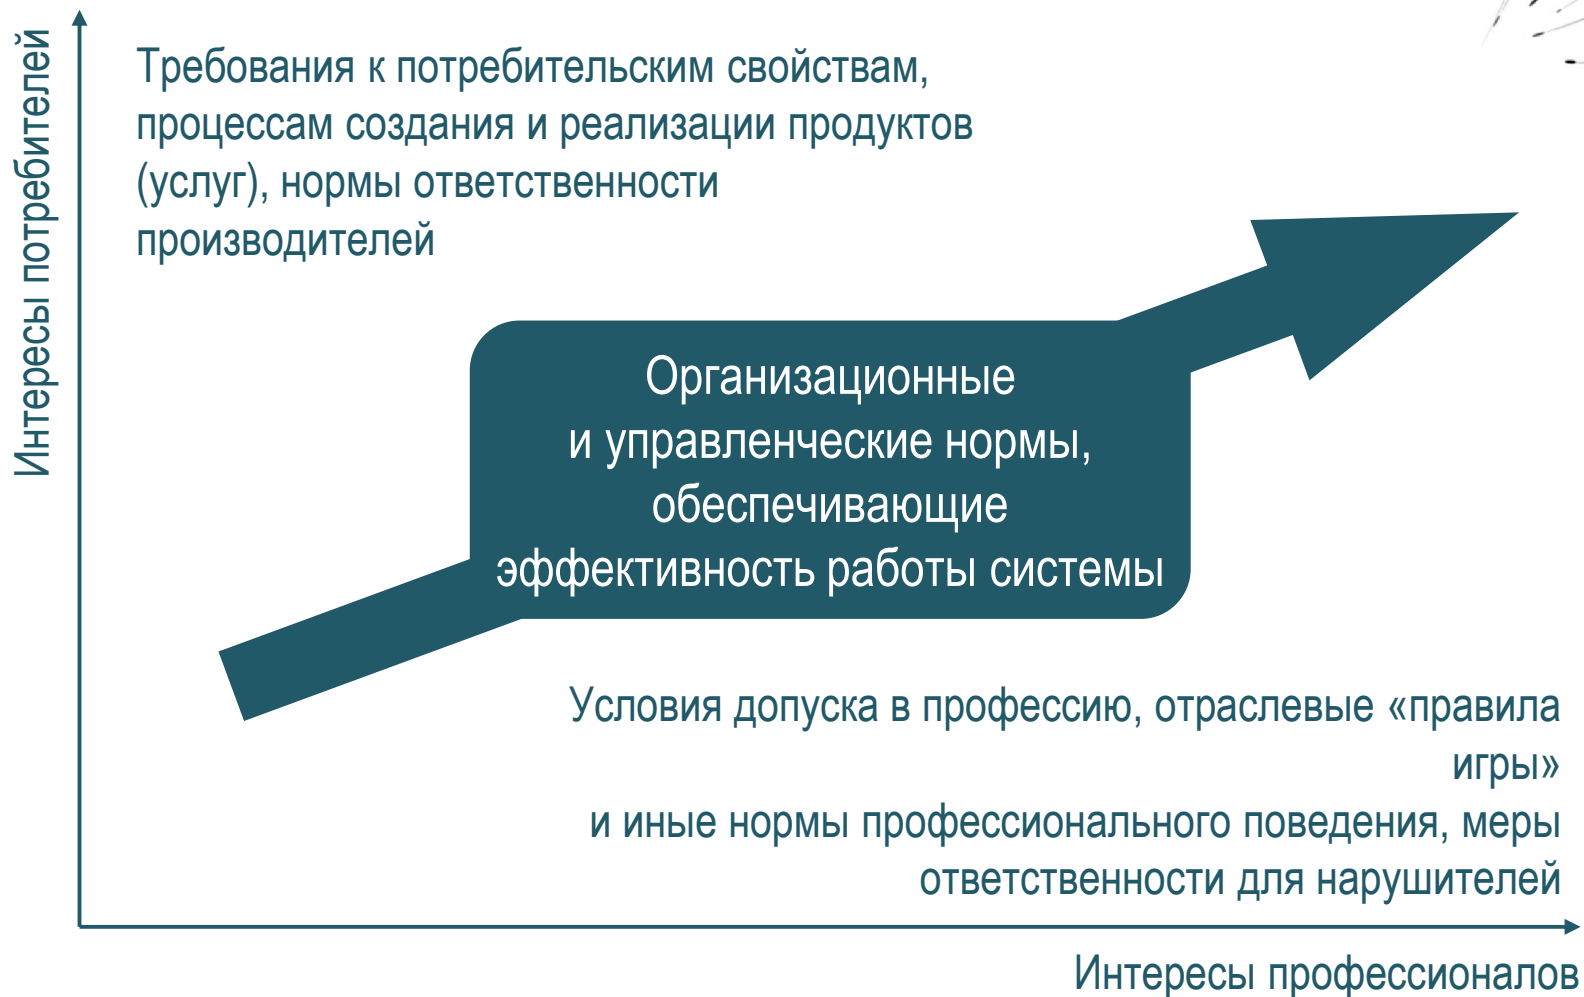 Интересы потребителей
Требования к потребительским свойствам,
процессам создания и реализации продуктов
(услуг), нормы ответственности
производителей
Организационные
и управленческие нормы,
обеспечивающие
эффективность работы системы
Условия допуска в профессию, отраслевые «правила
игры»
и иные нормы профессионального поведения, меры
ответственности для нарушителей
Интересы профессионалов